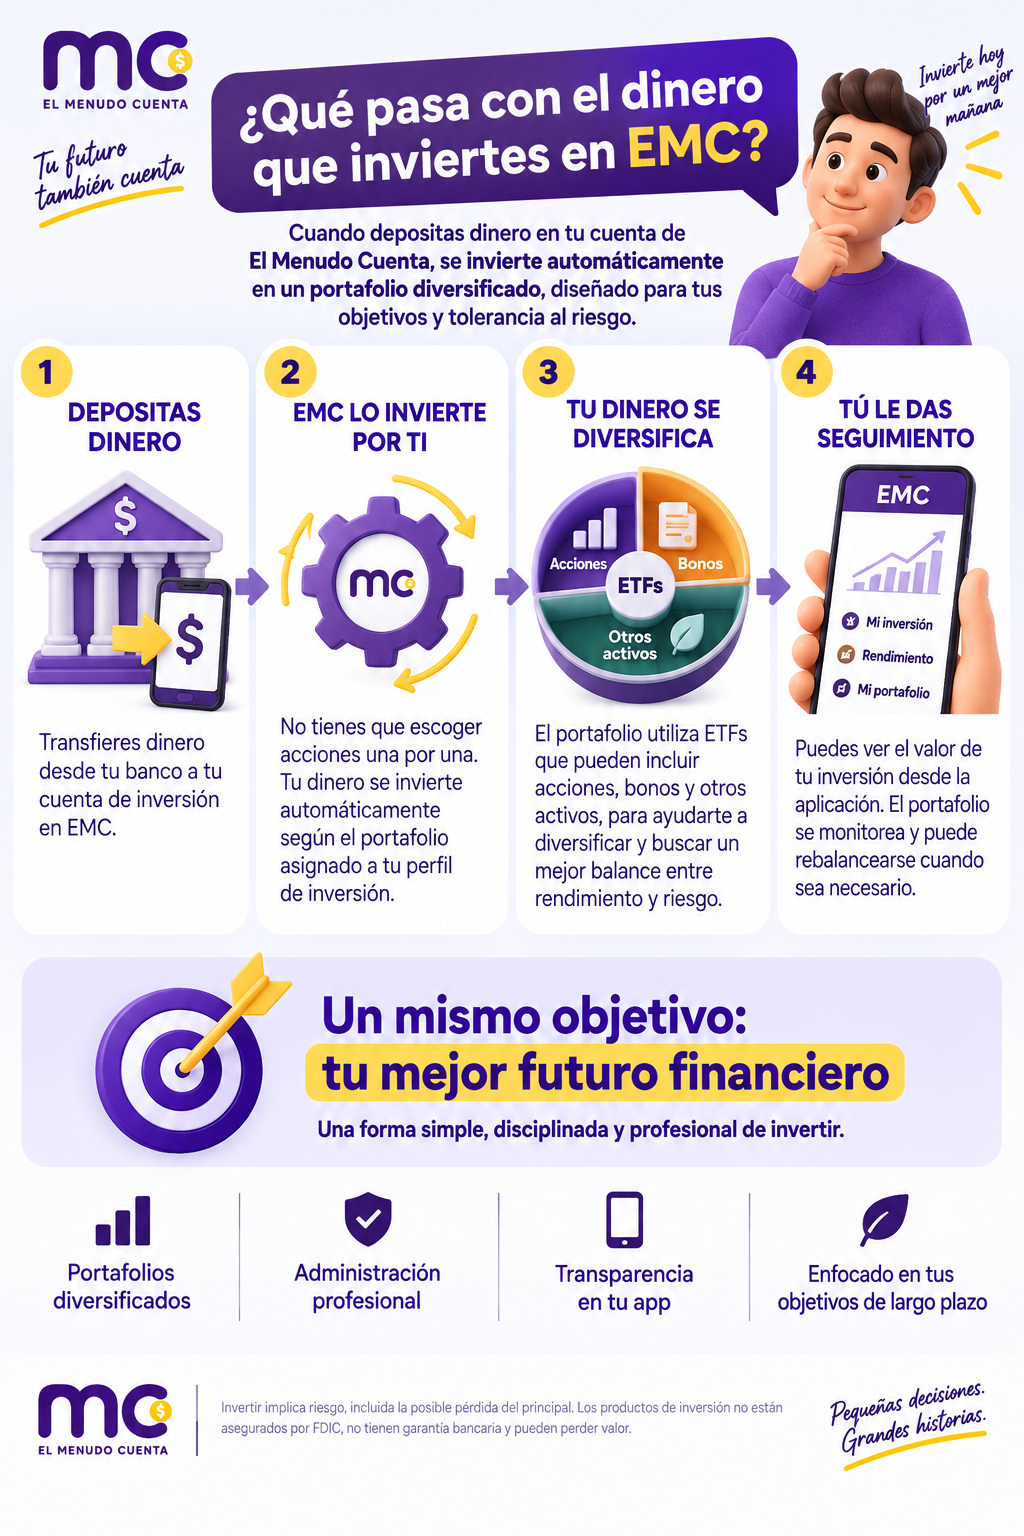 mc
$
EL MENUDO CUENTA
Tu futuro
también cuenta
¿Qué pasa con el dinero
que inviertes en EMC?
Invierte hoy
por un mejor
mañana
Cuando depositas dinero en tu cuenta de
El Menudo Cuenta, se invierte automáticamente
en un portafolio diversificado, diseñado para tus
objetivos y tolerancia al riesgo.
1
DEPOSITAS
DINERO
$
$
Transfieres dinero
desde tu banco a tu
cuenta de inversión
en EMC.
2
EMC LO INVIERTE
POR TI
mc
No tienes que escoger
acciones una por una.
Tu dinero se invierte
automáticamente
según el portafolio
asignado a tu perfil
de inversión.
3
TU DINERO SE
DIVERSIFICA
Acciones
Bonos
ETFs
Otros
activos
El portafolio utiliza ETFs
que pueden incluir
acciones, bonos y otros
activos, para ayudarte a
diversificar y buscar un
mejor balance entre
rendimiento y riesgo.
4
TÚ LE DAS
SEGUIMIENTO
EMC
Mi inversión
Rendimiento
Mi portafolio
Puedes ver el valor de
tu inversión desde la
aplicación. El portafolio
se monitorea y puede
rebalancearse cuando
sea necesario.
Un mismo objetivo:
tu mejor futuro financiero
Una forma simple, disciplinada y profesional de invertir.
Portafolios
diversificados
Administración
profesional
Transparencia
en tu app
Enfocado en tus
objetivos de largo plazo
mc
$
EL MENUDO CUENTA
Invertir implica riesgo, incluida la posible pérdida del principal. Los productos de inversión no están
asegurados por FDIC, no tienen garantía bancaria y pueden perder valor.
Pequeñas decisiones.
Grandes historias.